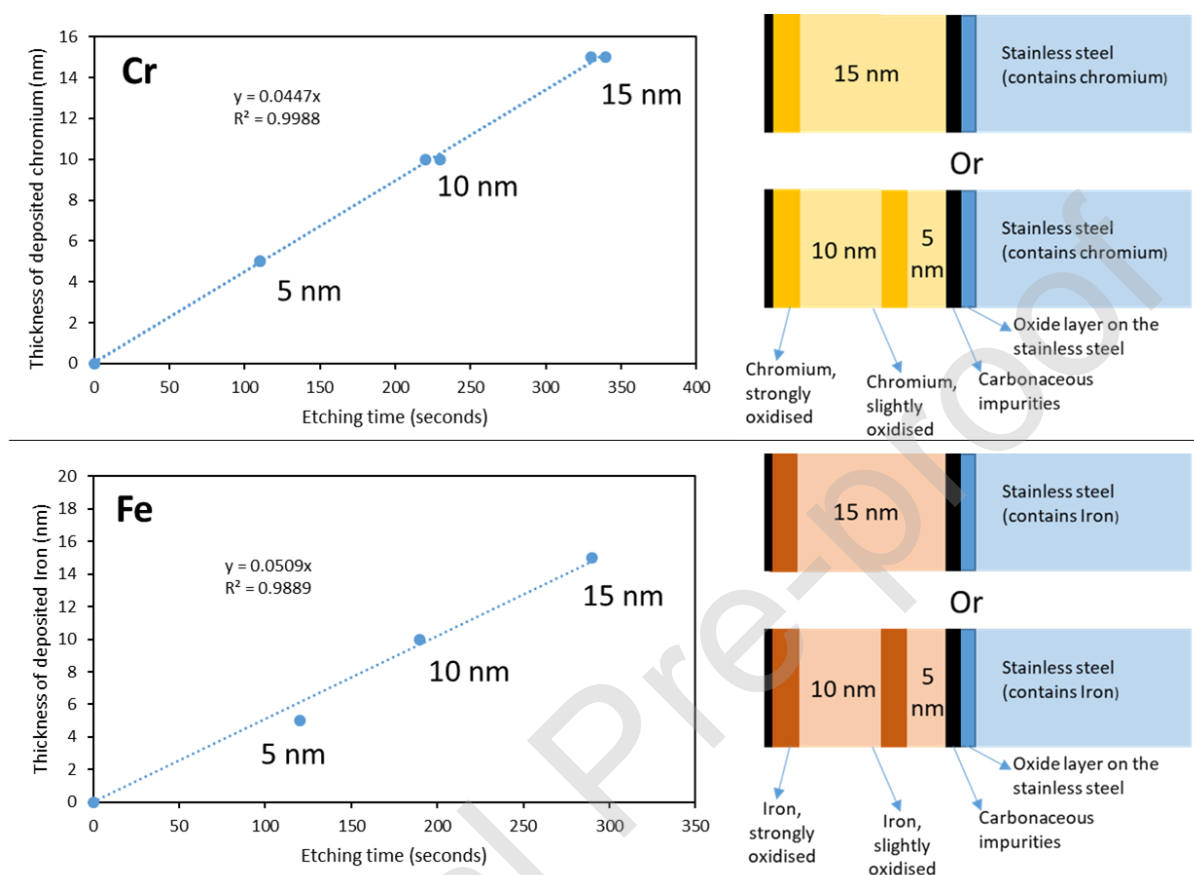 Cr
y = 0.0447x
R² = 0.9988
16
14
12
10
8
6
4
2
0
5 nm
10 nm
15 nm
0 50 100 150 200 250 300 350 400
Thickness of deposited chromium (nm)
Etching time (seconds)
15 nm
Stainless steel
(contains chromium)
Or
10 nm
5
nm
Stainless steel
(contains chromium)
Oxide layer on the
stainless steel
Carbonaceous
impurities
Chromium,
strongly
oxidised
Chromium,
slightly
oxidised
Fe
y = 0.0509x
R² = 0.9889
20
18
16
14
12
10
8
6
4
2
0
5 nm
10 nm
15 nm
0 50 100 150 200 250 300 350
Thickness of deposited Iron (nm)
Etching time (seconds)
15 nm
Stainless steel
(contains Iron)
Or
10 nm
5
nm
Stainless steel
(contains Iron)
Oxide layer on the
stainless steel
Carbonaceous
impurities
Iron,
strongly
oxidised
Iron,
slightly
oxidised
l Pre-proof